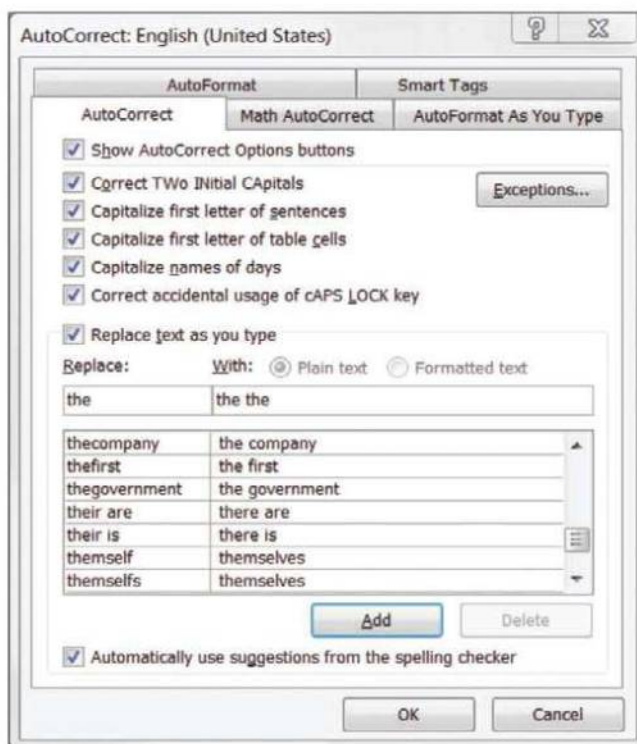 AutoCorrect: English (United States)
AutoFormat Smart Tags
AutoCorrect Math AutoCorrect AutoFormat As You Type
Show AutoCorrect Options buttons
Correct TWo INitial CApitals Exceptions...
Capitalize first letter of sentences
Capitalize first letter of table cells
Capitalize names of days
Correct accidental usage of cAPS LOCK key
Replace text as you type
Replace: With: Plain text Formatted text
the the the
thecompany the company
thefirst the first
thegovernment the government
their are there are
their is there is
themself themselves
themselfs themselves
Add Delete
Automatically use suggestions from the spelling checker
OK Cancel